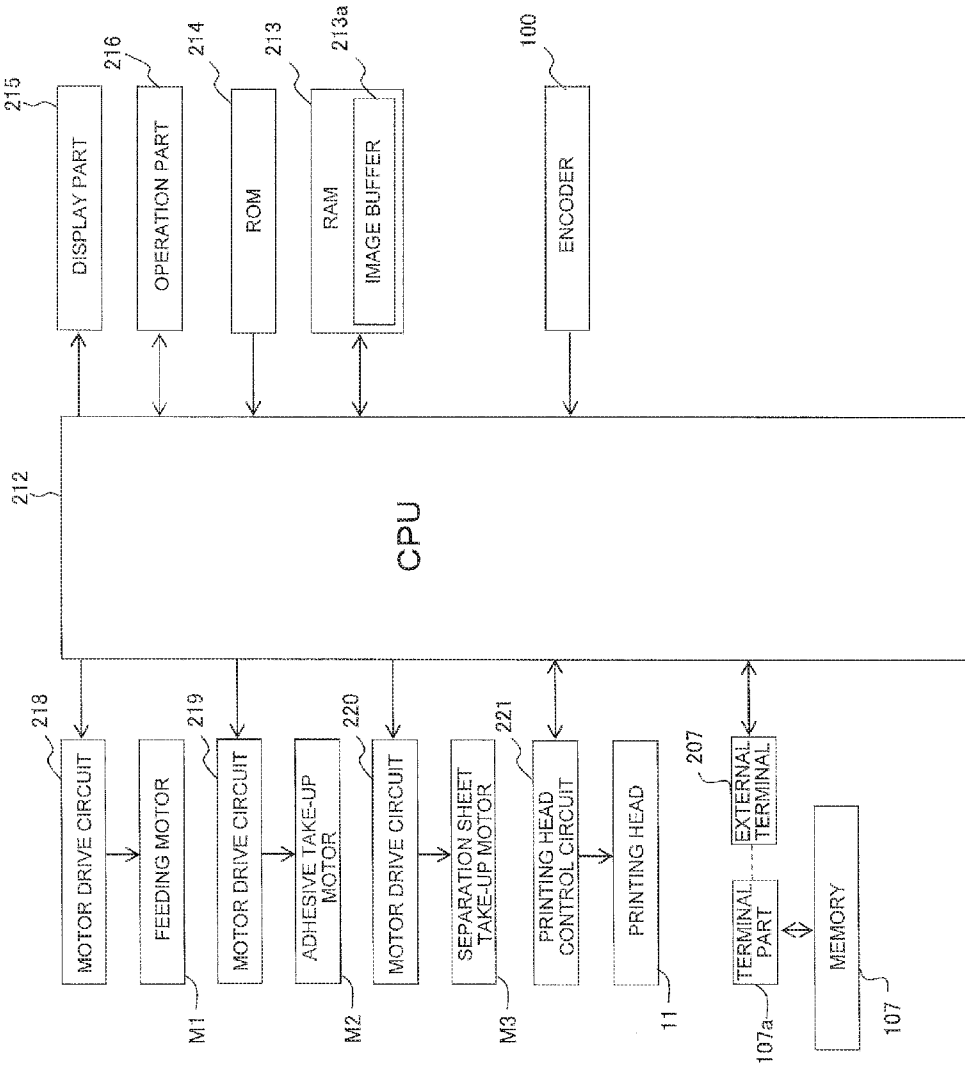 215
DISPLAY PART
216
OPERATION PART
214
ROM
213
RAM
213a
IMAGE BUFFER
100
ENCODER
212
CPU
218
MOTOR DRIVE CIRCUIT
FEEDING MOTOR
M1
219
MOTOR DRIVE CIRCUIT
ADHESIVE TAKE-UP
MOTOR
M2
220
MOTOR DRIVE CIRCUIT
SEPARATION SHEET
TAKE-UP MOTOR
M3
221
PRINTING HEAD
CONTROL CIRCUIT
PRINTING HEAD
11
207
EXTERNAL
TERMINAL
TERMINAL
PART
107a
MEMORY
107